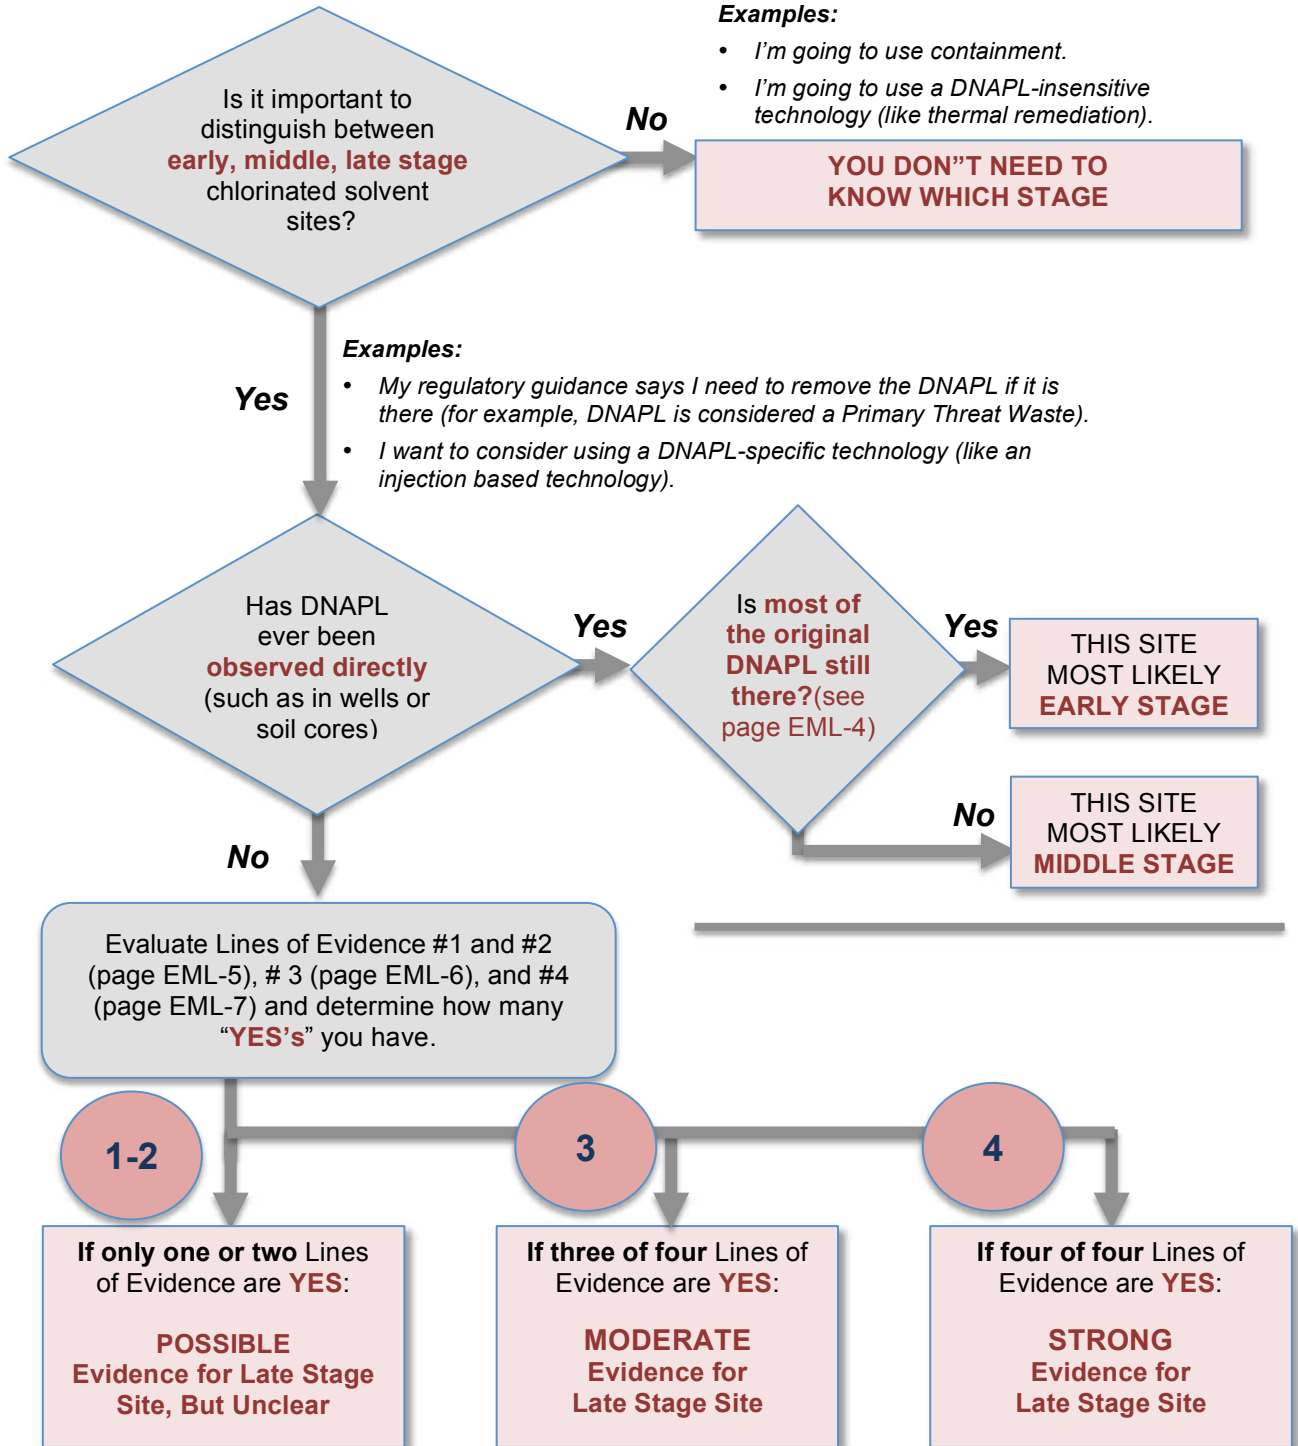 Examples:
• I'm going to use containment.
• I'm going to use a DNAPL-insensitive
technology (like thermal remediation).
Is it important to
distinguish between
early, middle, late stage
chlorinated solvent
sites?
No
YOU DON"T NEED TO
KNOW WHICH STAGE
Yes
Examples:
• My regulatory guidance says I need to remove the DNAPL if it is
there (for example, DNAPL is considered a Primary Threat Waste).
• I want to consider using a DNAPL-specific technology (like an
injection based technology).
Has DNAPL
ever been
observed directly
(such as in wells or
soil cores)
Yes
Is most of
the original
DNAPL still
there?(see
page EML-4)
Yes
THIS SITE
MOST LIKELY
EARLY STAGE
No
THIS SITE
MOST LIKELY
MIDDLE STAGE
No
Evaluate Lines of Evidence #1 and #2
(page EML-5), # 3 (page EML-6), and #4
(page EML-7) and determine how many
“YES's” you have.
1-2
3
4
If only one or two Lines
of Evidence are YES:
POSSIBLE
Evidence for Late Stage
Site, But Unclear
If three of four Lines of
Evidence are YES:
MODERATE
Evidence for
Late Stage Site
If four of four Lines of
Evidence are YES:
STRONG
Evidence for
Late Stage Site